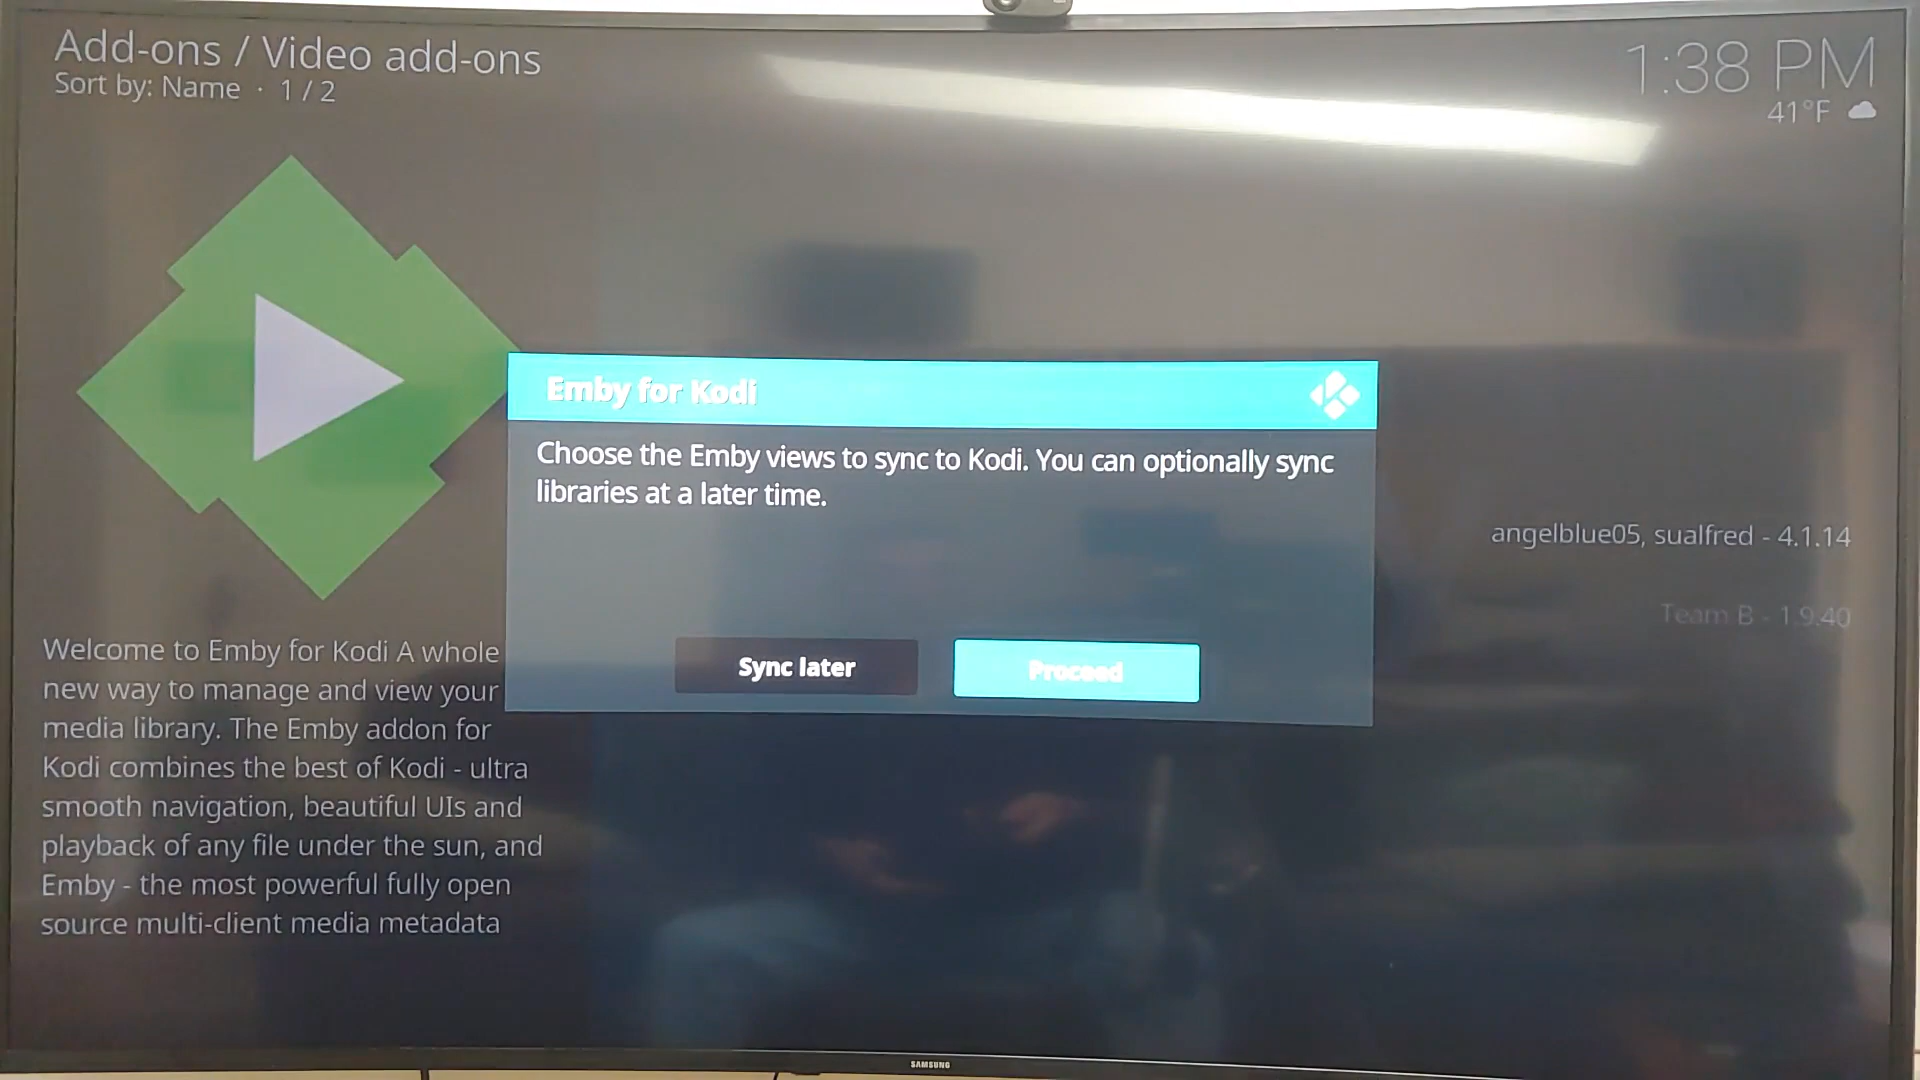 Add-ons / Video add-ons
Sort by: Name · 1 / 2
1:38 PM
41°F
Emby for Kodi
Choose the Emby views to sync to Kodi. You can optionally sync
libraries at a later time.
Sync later
Proceed
angelblue05, sualfred - 4.1.14
Team B - 1.9.40
Welcome to Emby for Kodi A whole
new way to manage and view your
media library. The Emby addon for
Kodi combines the best of Kodi - ultra
smooth navigation, beautiful UIs and
playback of any file under the sun, and
Emby - the most powerful fully open
source multi-client media metadata
SAMSUNG